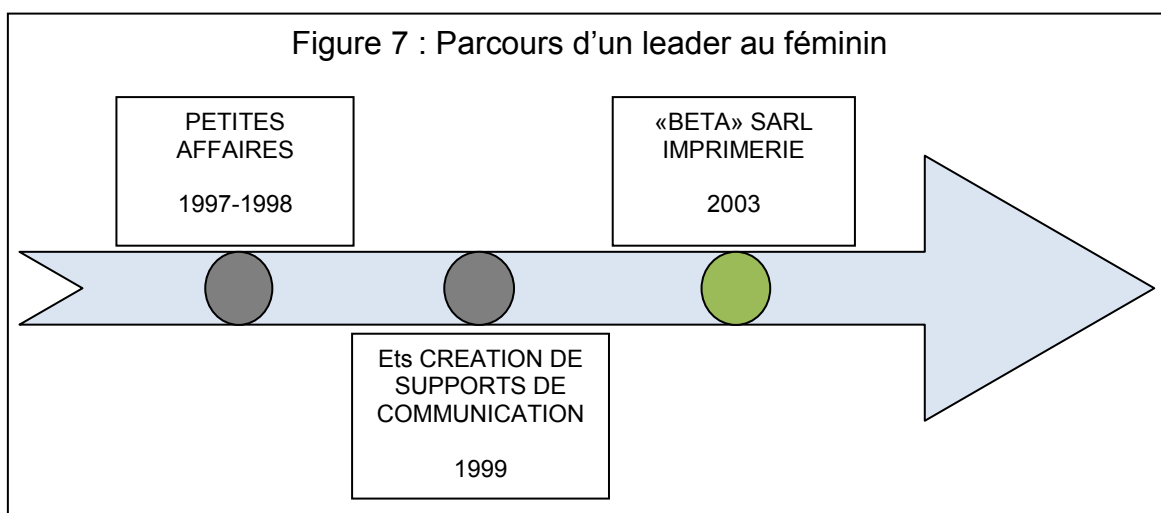 Figure 7 : Parcours d’un leader au féminin
PETITES
AFFAIRES
1997-1998
Ets CREATION DE
SUPPORTS DE
COMMUNICATION
1999
«BETA» SARL
IMPRIMERIE
2003